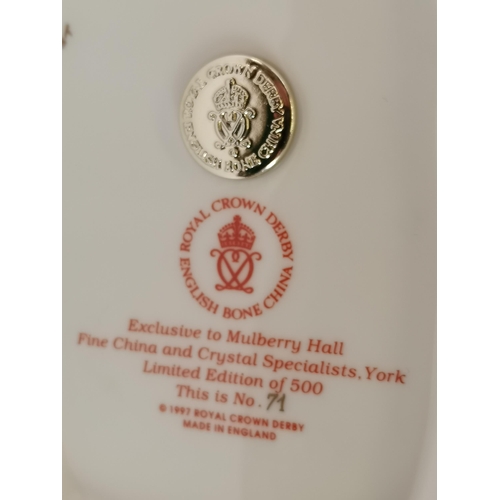 ROYAL CROWN DERBY
ENGLISH BONE CHINA
ROYAL CROWN DERBY
ENGLISH BONE CHINA
Exclusive to Mulberry Hall
Fine China and Crystal Specialists, York
Limited Edition of 500
This is No. 71
© 1997 ROYAL CROWN DERBY
MADE IN ENGLAND